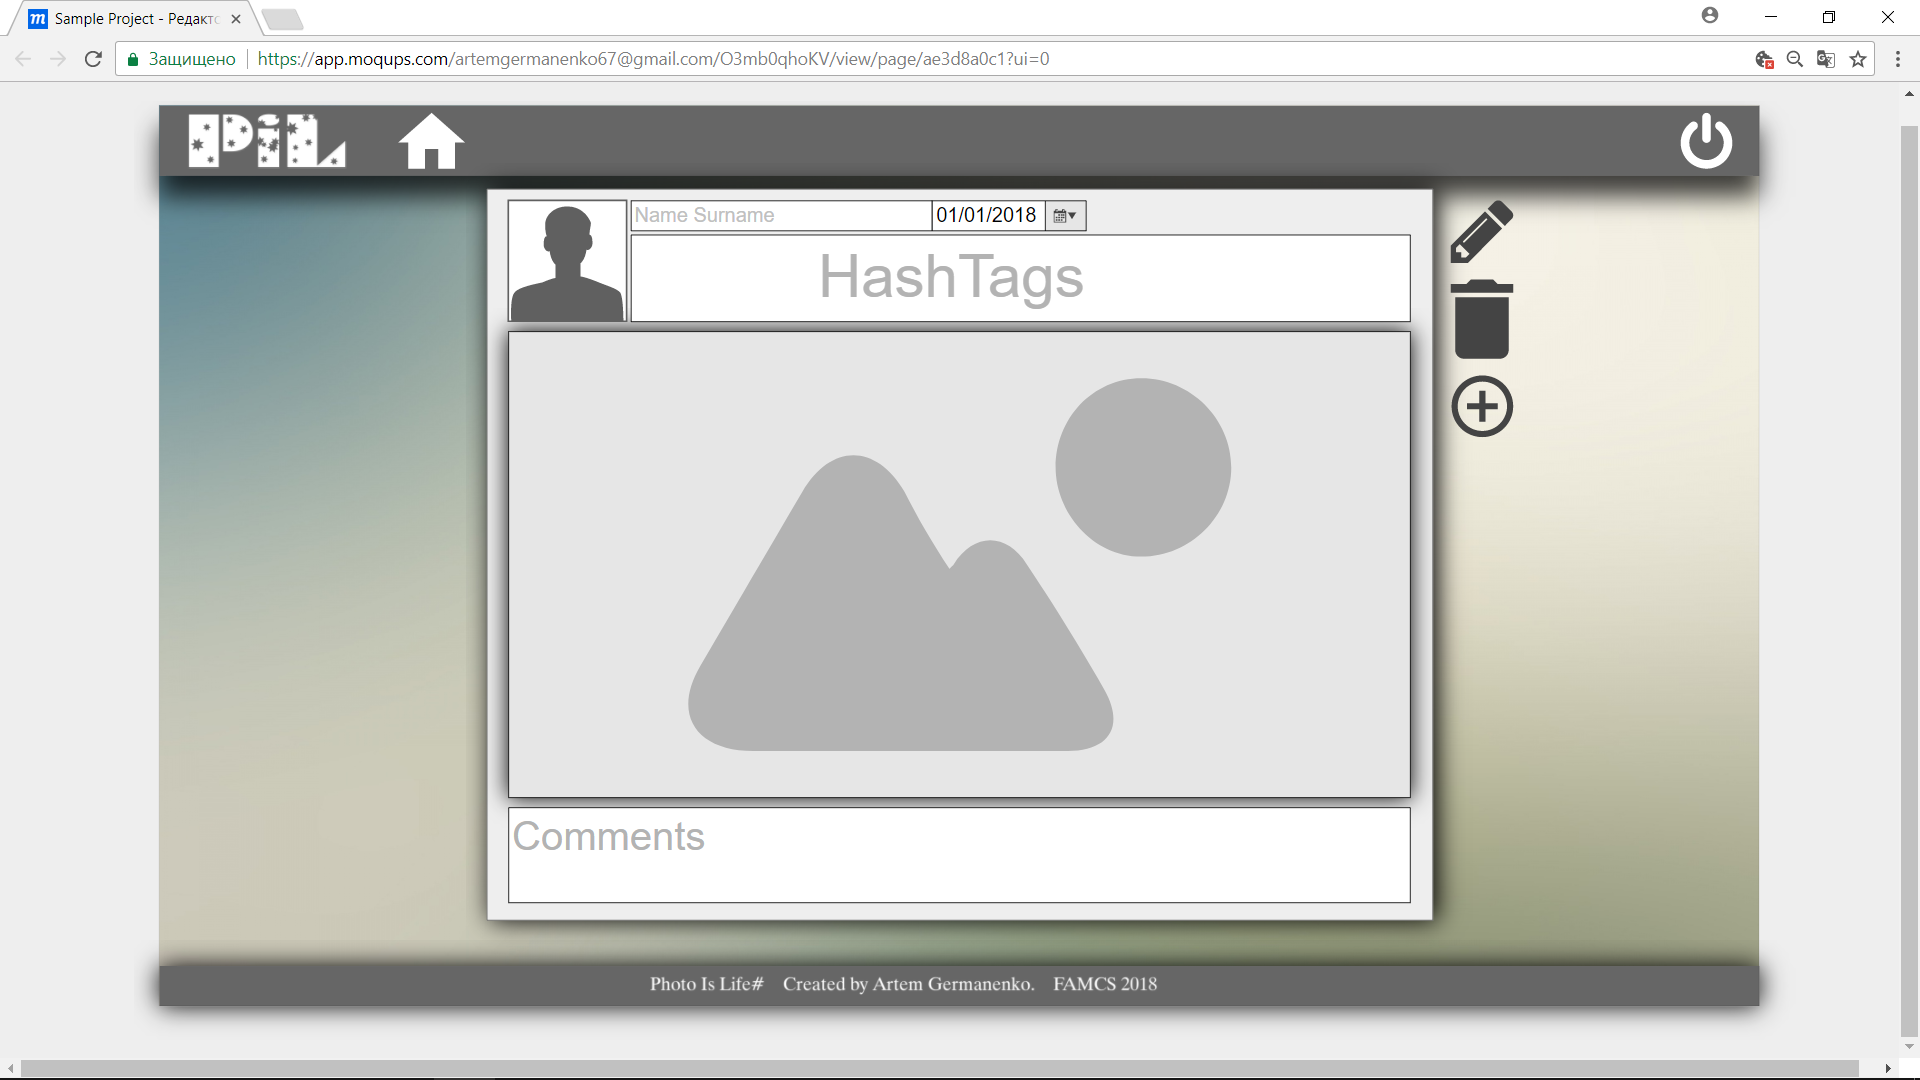 Sample Project - Редакто
Защищено
https://app.moqups.com/artemgermanenko67@gmail.com/O3mb0qhoKV/view/page/ae3d8a0c1?ui=0
PiL
Name Surname 01/01/2018
HashTags
Comments
Photo Is Life# Created by Artem Germanenko. FAMCS 2018